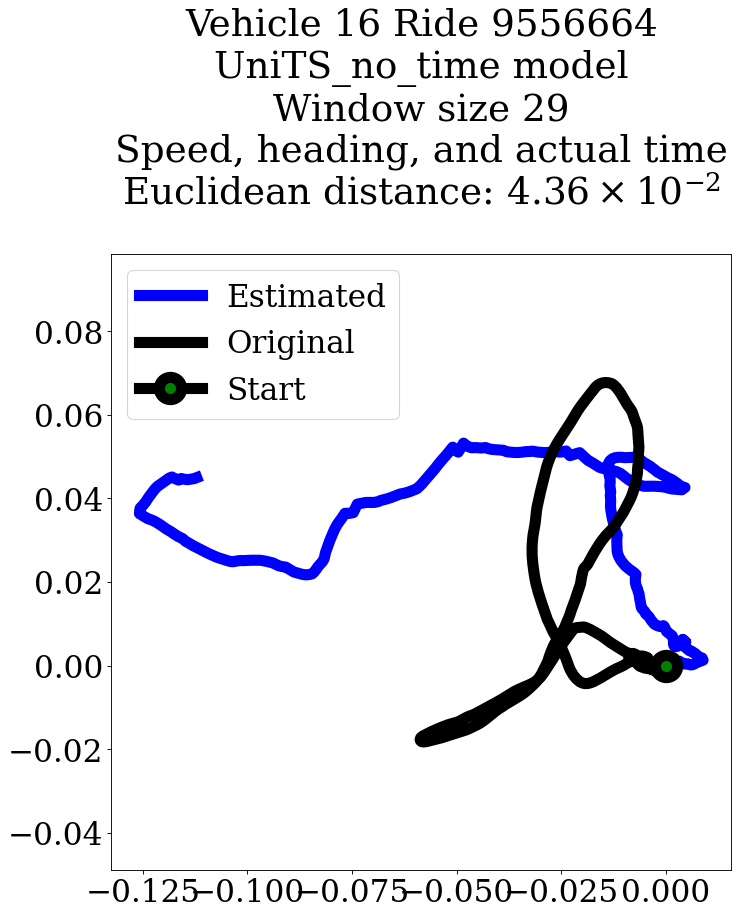 Vehicle 16 Ride 9556664
UniTS_no_time model
Window size 29
Speed, heading, and actual time
Euclidean distance: 4.36 × 10⁻²
Estimated
Original
Start
0.08
0.06
0.04
0.02
0.00
−0.02
−0.04
−0.125 −0.100 −0.075 −0.050 −0.025 0.000